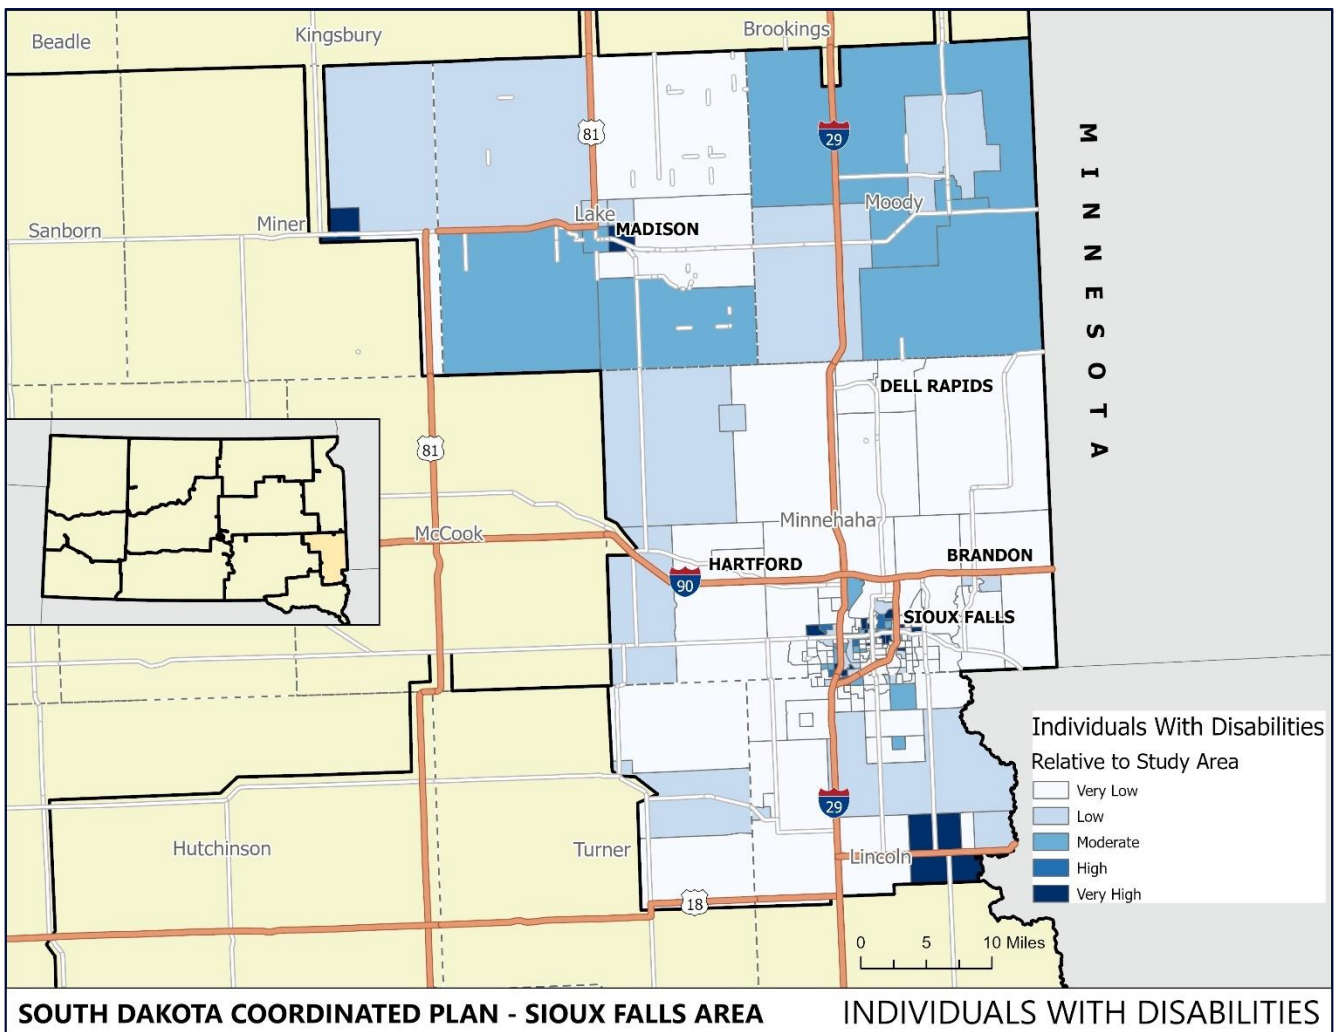 Beadle
Kingsbury
Brookings
81
29
MINNESOTA
Sanborn
Miner
Lake
MADISON
Moody
DELL RAPIDS
81
McCook
Minnehaha
HARTFORD
BRANDON
90
SIOUX FALLS
Individuals With Disabilities
Relative to Study Area
Very Low
Low
Moderate
High
Very High
29
Hutchinson
Turner
Lincoln
18
0 5 10 Miles
SOUTH DAKOTA COORDINATED PLAN - SIOUX FALLS AREA
INDIVIDUALS WITH DISABILITIES